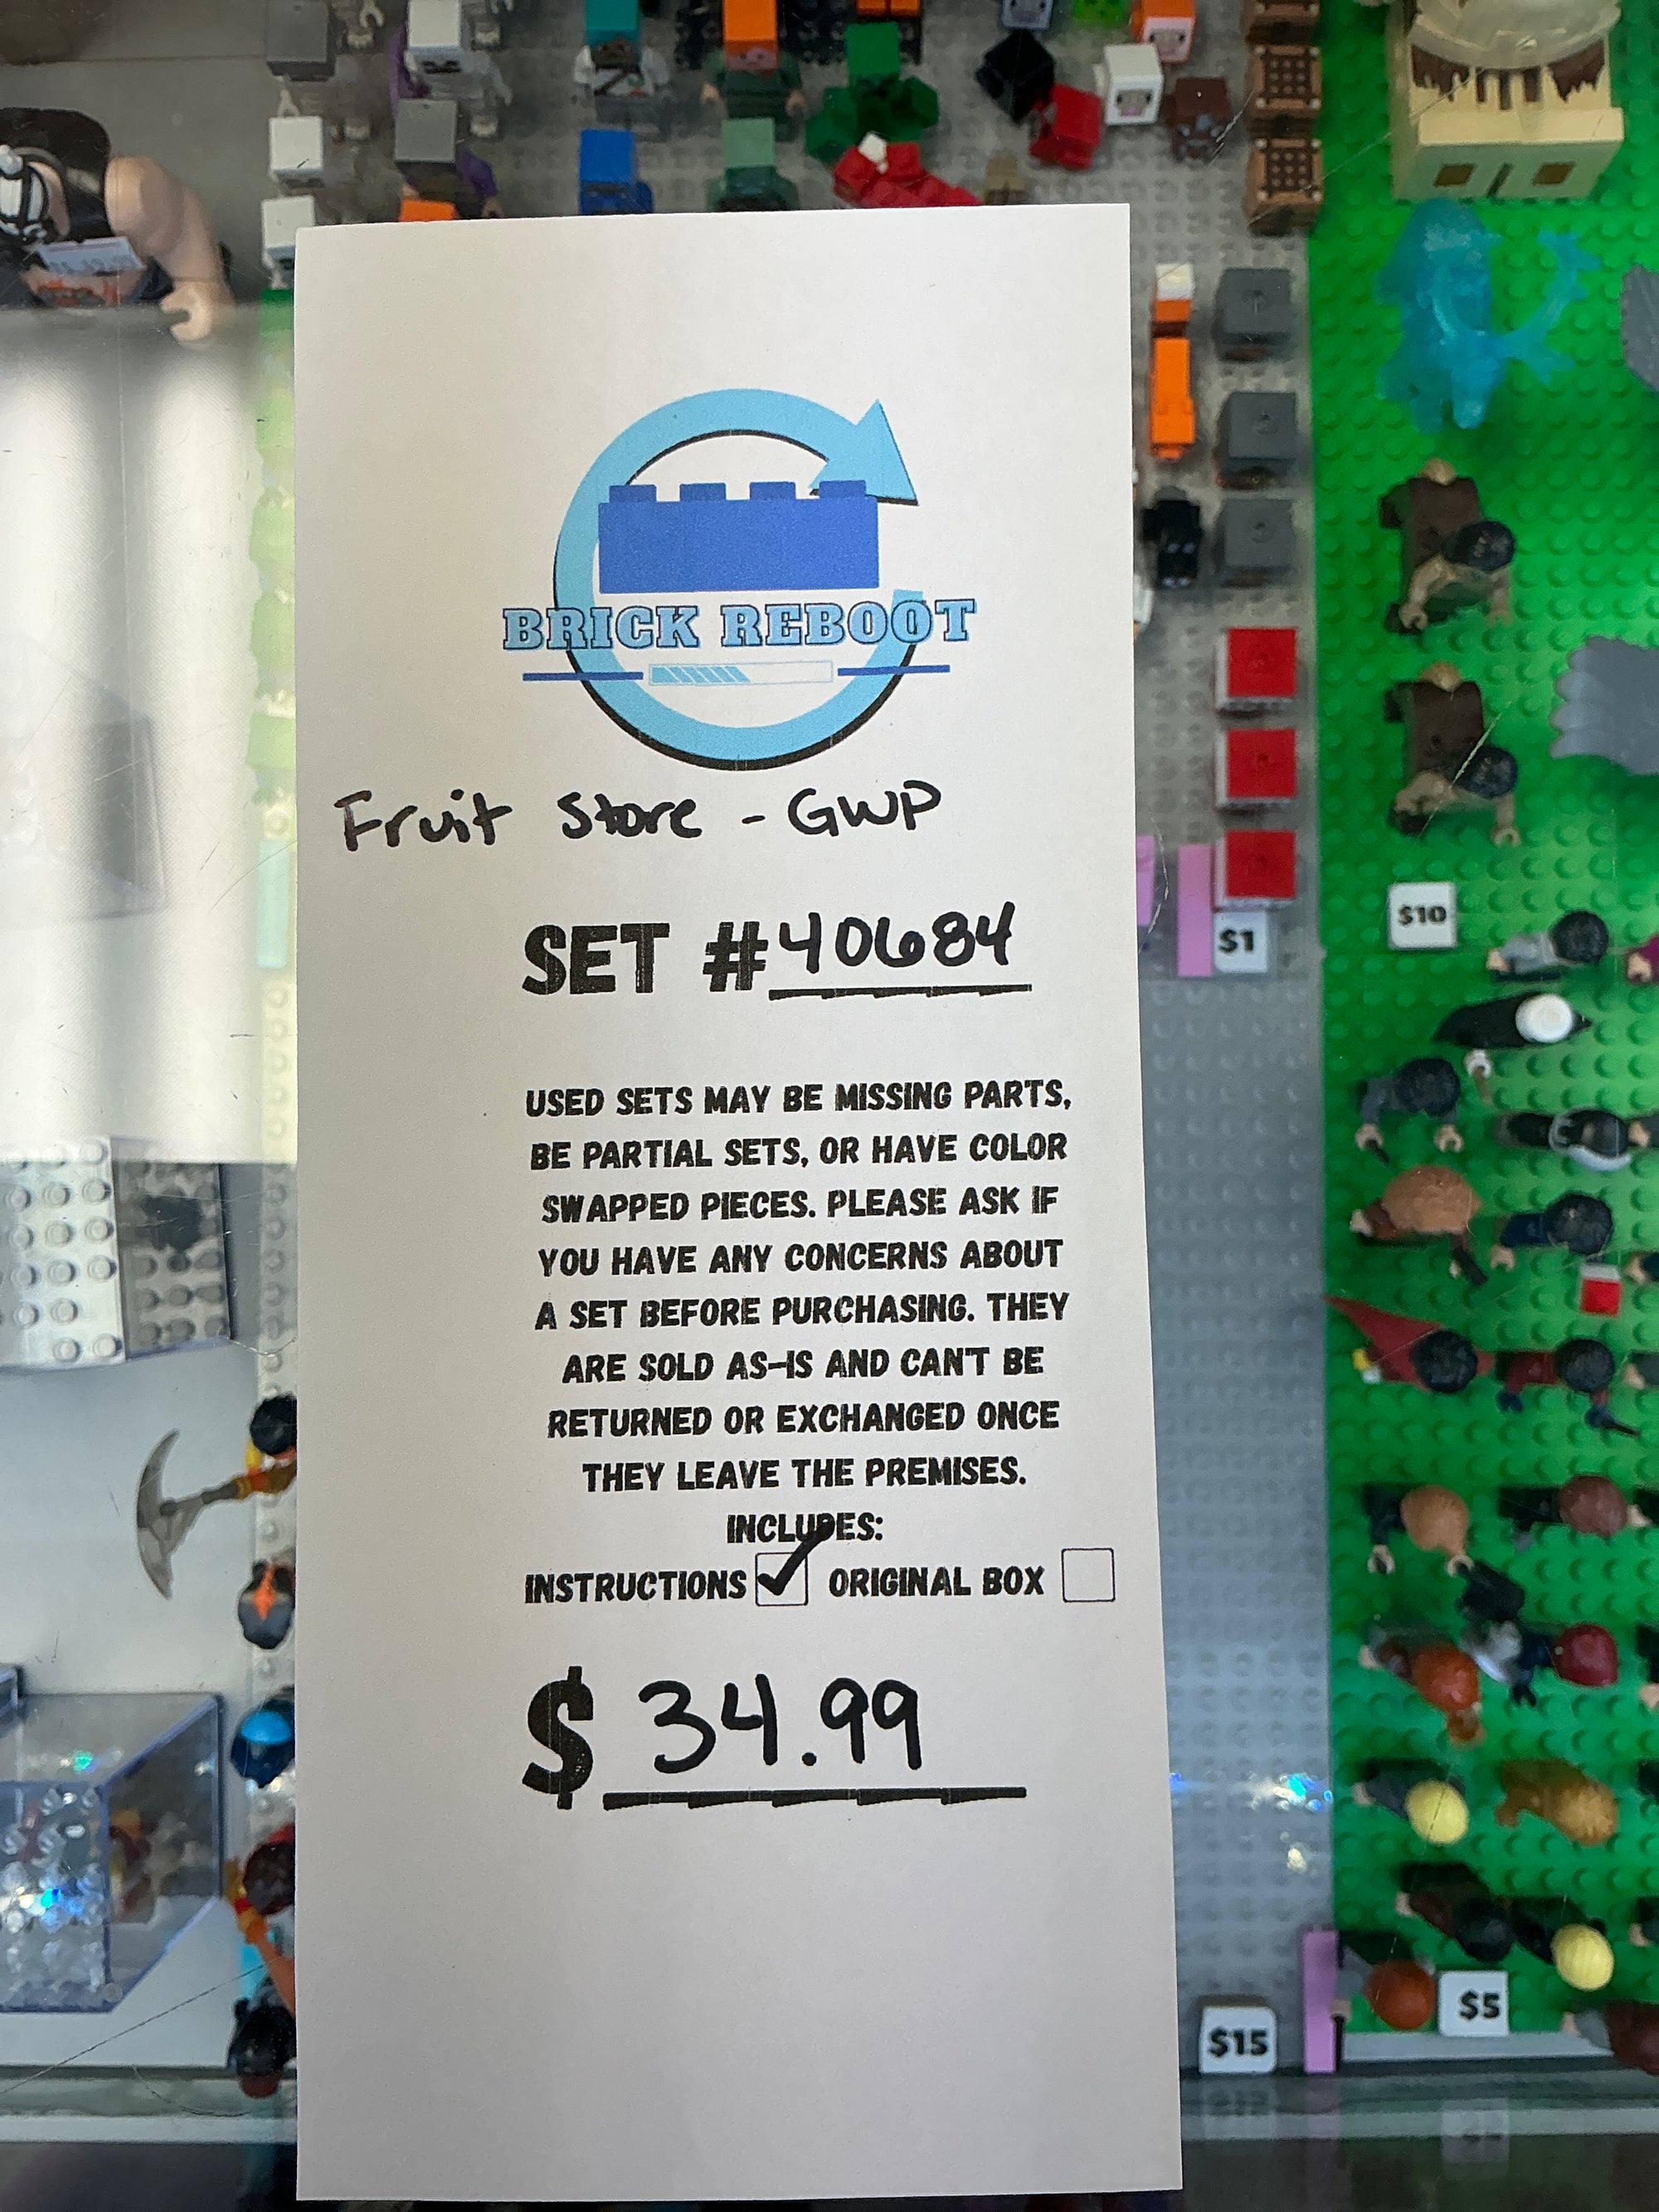 BRICK REBOOT
Fruit Store - GWP
SET #40684
USED SETS MAY BE MISSING PARTS,
BE PARTIAL SETS, OR HAVE COLOR
SWAPPED PIECES. PLEASE ASK IF
YOU HAVE ANY CONCERNS ABOUT
A SET BEFORE PURCHASING. THEY
ARE SOLD AS-IS AND CAN'T BE
RETURNED OR EXCHANGED ONCE
THEY LEAVE THE PREMISES.
INCLUDES:
INSTRUCTIONS ORIGINAL BOX
$ 34.99
$10
$1
$5
$15